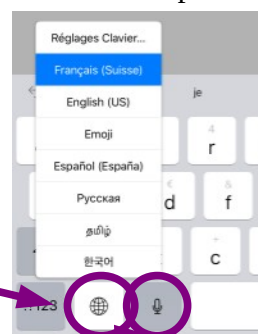 Réglages Clavier...
Français (Suisse)
English (US)
Emoji
Español (España)
Русская
தமிழ்
한국어
je
4
r
€
d
&
f
c
123